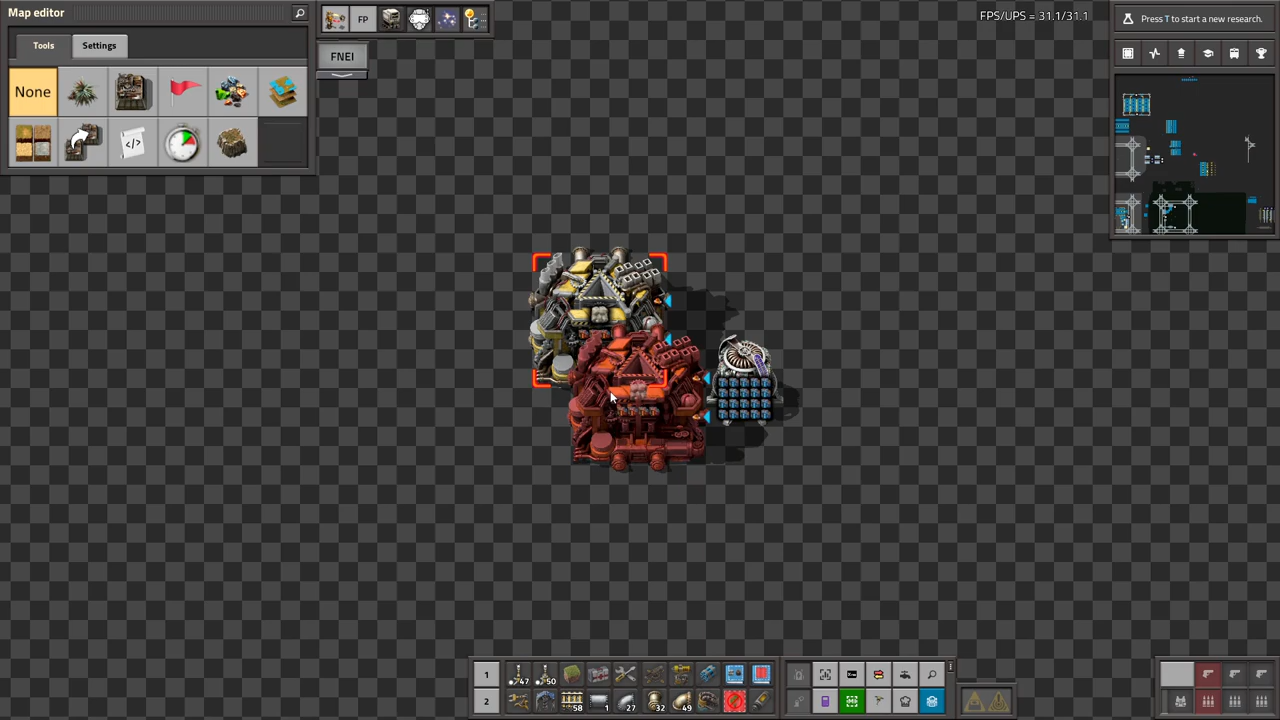 Map editor
FP
FPS/UPS = 31.1/31.1
Press T to start a new research.
Tools
Settings
FNEI
None
</>
1
47
50
2
58
1
27
32
49